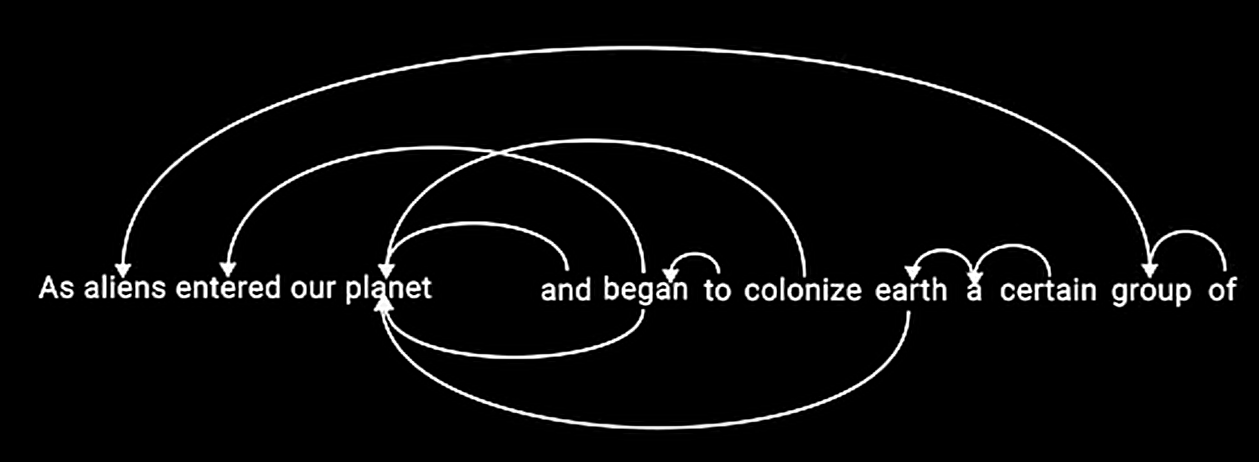 As aliens entered our planet and began to colonize earth a certain group of